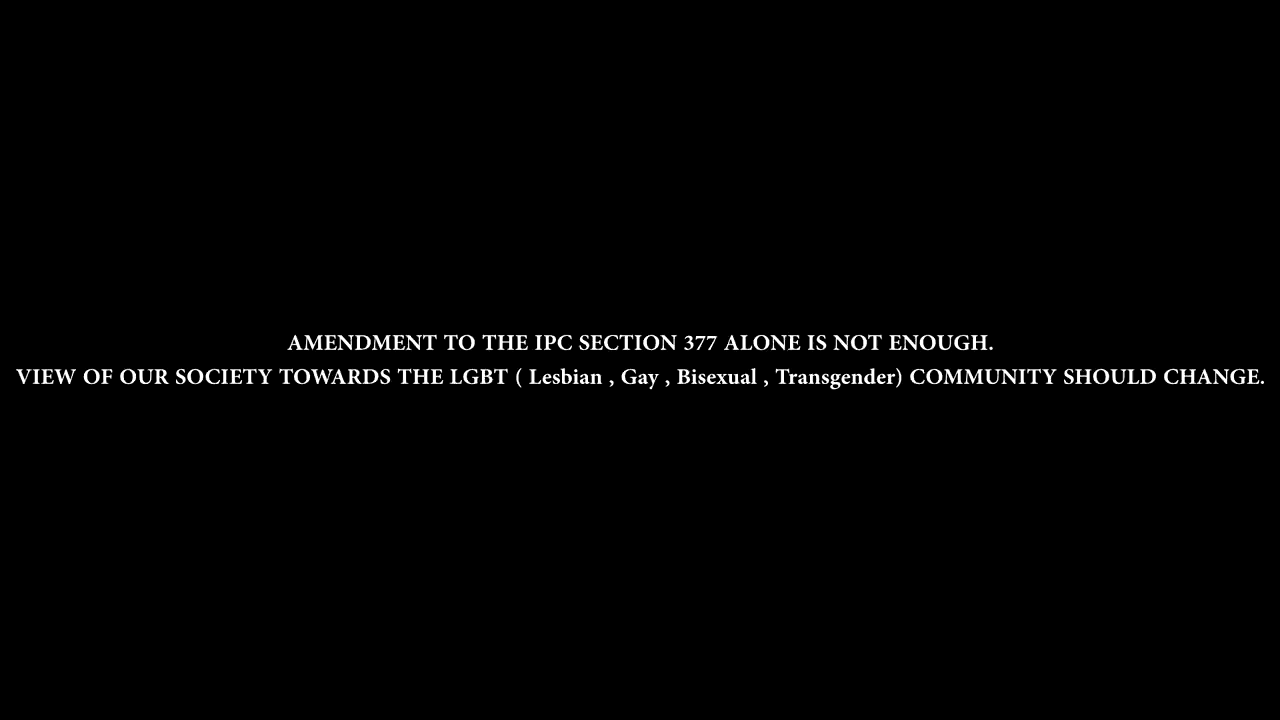 AMENDMENT TO THE IPC SECTION 377 ALONE IS NOT ENOUGH.
VIEW OF OUR SOCIETY TOWARDS THE LGBT ( Lesbian , Gay , Bisexual , Transgender) COMMUNITY SHOULD CHANGE.